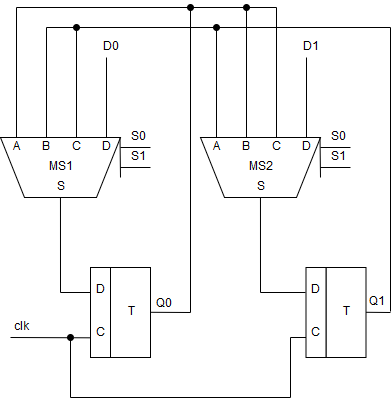 D0 D1
A B C D S0 A B C D S0
MS1 S1 MS2 S1
S S
D D
T Q0 T Q1
clk C C